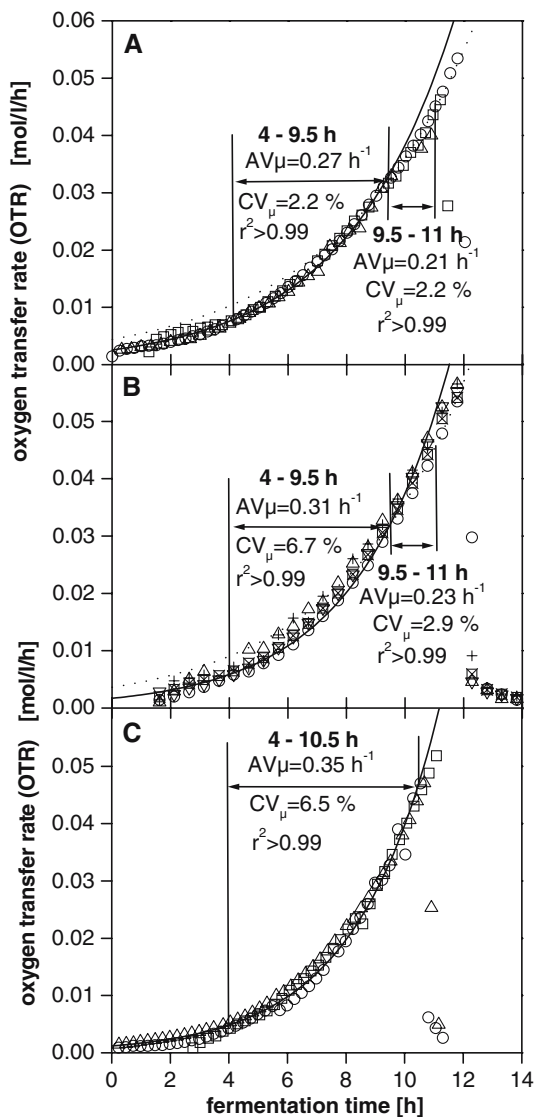 0.06
A
0.05
0.04
4 - 9.5 h
AVμ=0.27 h-1
0.03
CVμ=2.2 %
r2>0.99
9.5 - 11 h
0.02
AVμ=0.21 h-1
CVμ=2.2 %
0.01
r2>0.99
0.00
oxygen transfer rate (OTR) [mol/l/h]
B
0.05
0.04
4 - 9.5 h
AVμ=0.31 h-1
0.03
CVμ=6.7 %
9.5 - 11 h
r2>0.99
AVμ=0.23 h-1
0.02
CVμ=2.9 %
r2>0.99
0.01
0.00
C
4 - 10.5 h
0.05
AVμ=0.35 h-1
CVμ=6.5 %
0.04
r2>0.99
0.03
0.02
0.01
0.00
oxygen transfer rate (OTR) [mol/l/h]
0 2 4 6 8 10 12 14
fermentation time [h]